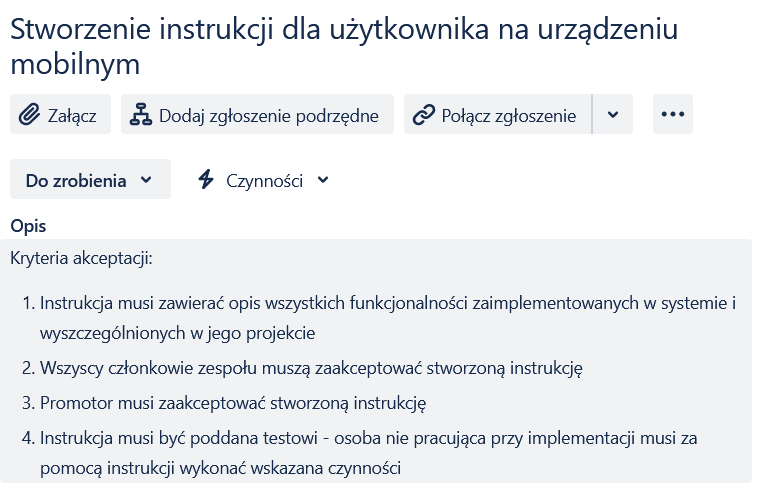 Stworzenie instrukcji dla użytkownika na urządzeniu
mobilnym
Załącz
Dodaj zgłoszenie podrzędne
Połącz zgłoszenie
Do zrobienia
Czynności
Opis
Kryteria akceptacji:
1. Instrukcja musi zawierać opis wszystkich funkcjonalności zaimplementowanych w systemie i
wyszczególnionych w jego projekcie
2. Wszyscy członkowie zespołu muszą zaakceptować stworzoną instrukcję
3. Promotor musi zaakceptować stworzoną instrukcję
4. Instrukcja musi być poddana testowi - osoba nie pracująca przy implementacji musi za
pomocą instrukcji wykonać wskazana czynności